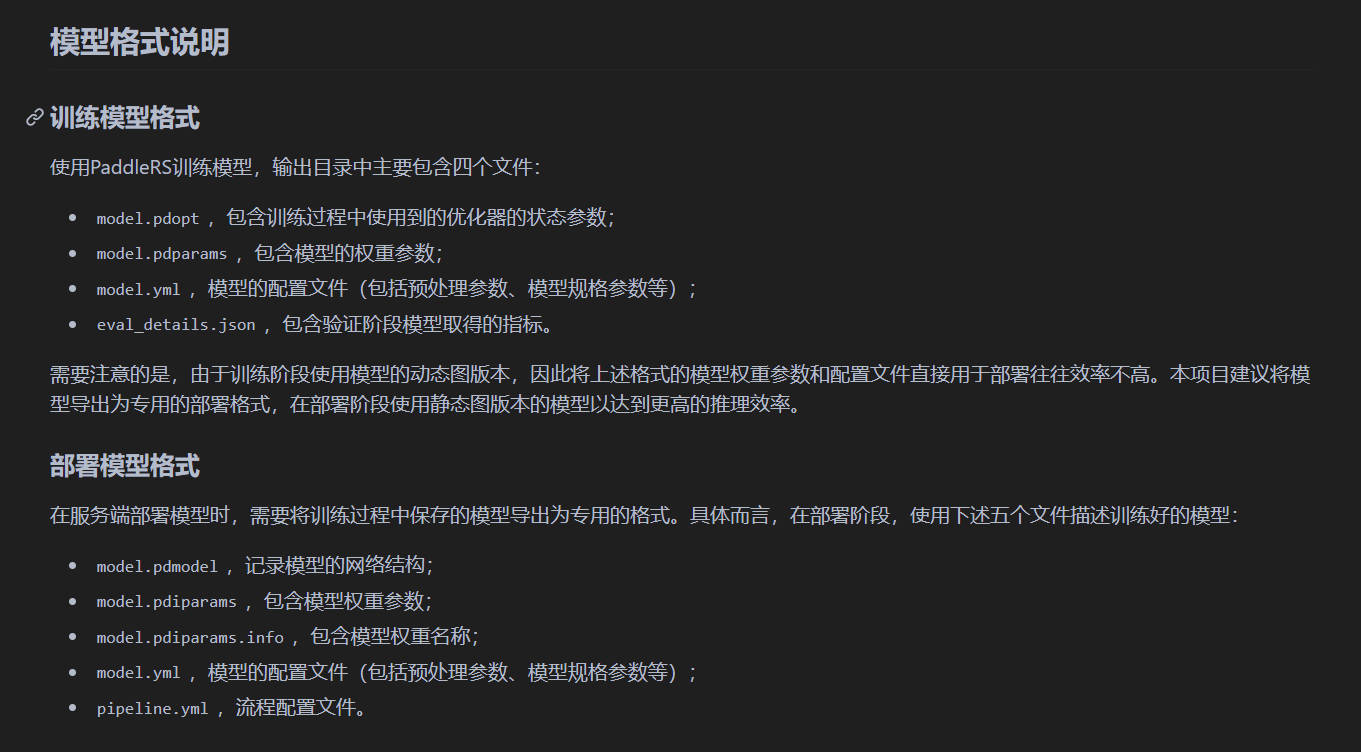 模型格式说明
训练模型格式
使用PaddleRS训练模型，输出目录中主要包含四个文件：
model.pdopt ，包含训练过程中使用到的优化器的状态参数；
model.pdparams ，包含模型的权重参数；
model.yml ，模型的配置文件（包括预处理参数、模型规格参数等）；
eval_details.json ，包含验证阶段模型取得的指标。
需要注意的是，由于训练阶段使用模型的动态图版本，因此将上述格式的模型权重参数和配置文件直接用于部署往往效率不高。本项目建议将模
型导出为专用的部署格式，在部署阶段使用静态图版本的模型以达到更高的推理效率。
部署模型格式
在服务端部署模型时，需要将训练过程中保存的模型导出为专用的格式。具体而言，在部署阶段，使用下述五个文件描述训练好的模型：
model.pdmodel ，记录模型的网络结构；
model.pdiparams ，包含模型权重参数；
model.pdiparams.info ，包含模型权重名称；
model.yml ，模型的配置文件（包括预处理参数、模型规格参数等）；
pipeline.yml ，流程配置文件。